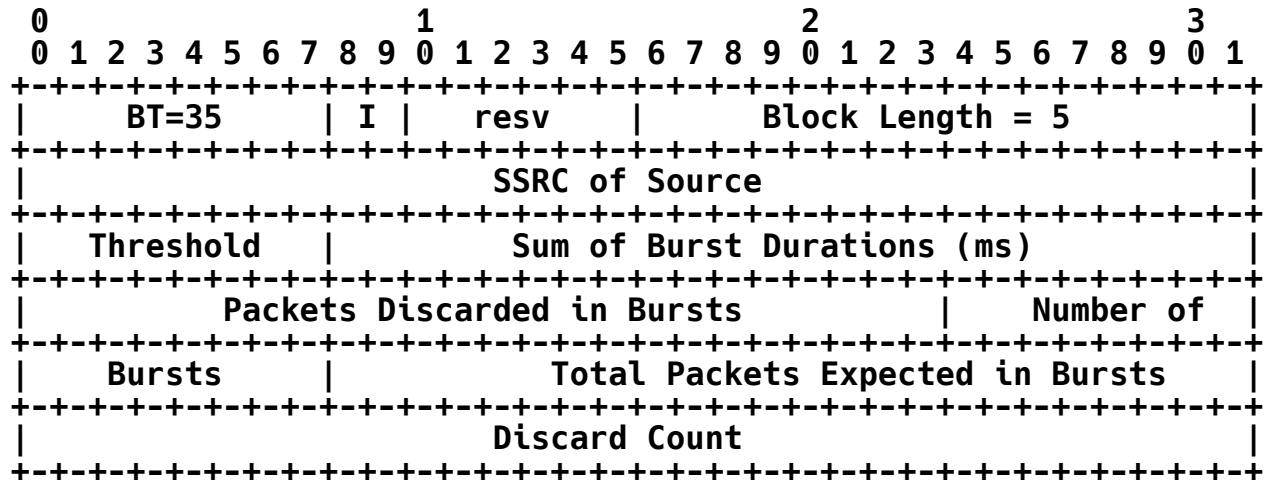 0                   1                   2                   3
 0 1 2 3 4 5 6 7 8 9 0 1 2 3 4 5 6 7 8 9 0 1 2 3 4 5 6 7 8 9 0 1
+-+-+-+-+-+-+-+-+-+-+-+-+-+-+-+-+-+-+-+-+-+-+-+-+-+-+-+-+-+-+-+-+
|     BT=35     | I |   resv    |      Block Length = 5         |
+-+-+-+-+-+-+-+-+-+-+-+-+-+-+-+-+-+-+-+-+-+-+-+-+-+-+-+-+-+-+-+-+
|                        SSRC of Source                         |
+-+-+-+-+-+-+-+-+-+-+-+-+-+-+-+-+-+-+-+-+-+-+-+-+-+-+-+-+-+-+-+-+
|   Threshold   |         Sum of Burst Durations (ms)           |
+-+-+-+-+-+-+-+-+-+-+-+-+-+-+-+-+-+-+-+-+-+-+-+-+-+-+-+-+-+-+-+-+
|          Packets Discarded in Bursts          |    Number of  |
+-+-+-+-+-+-+-+-+-+-+-+-+-+-+-+-+-+-+-+-+-+-+-+-+-+-+-+-+-+-+-+-+
|    Bursts     |           Total Packets Expected in Bursts    |
+-+-+-+-+-+-+-+-+-+-+-+-+-+-+-+-+-+-+-+-+-+-+-+-+-+-+-+-+-+-+-+-+
|                        Discard Count                          |
+-+-+-+-+-+-+-+-+-+-+-+-+-+-+-+-+-+-+-+-+-+-+-+-+-+-+-+-+-+-+-+-+